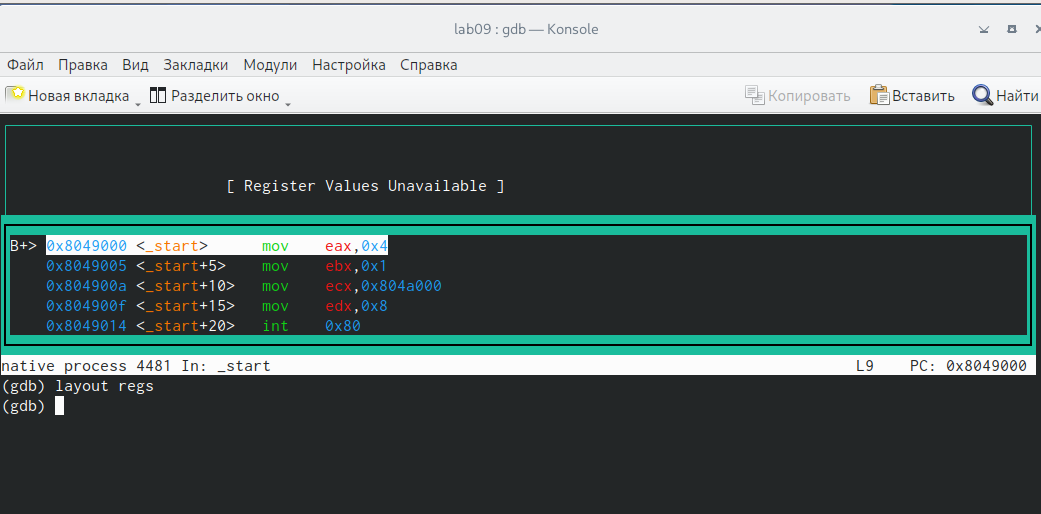 lab09 : gdb — Konsole
Файл Правка Вид Закладки Модули Настройка Справка
Новая вкладка Разделить окно Копировать Вставить Найти
[ Register Values Unavailable ]
B+> 0x8049000 <_start> mov eax,0x4
0x8049005 <_start+5> mov ebx,0x1
0x804900a <_start+10> mov ecx,0x804a000
0x804900f <_start+15> mov edx,0x8
0x8049014 <_start+20> int 0x80
native process 4481 In: _start L9 PC: 0x8049000
(gdb) layout regs
(gdb)